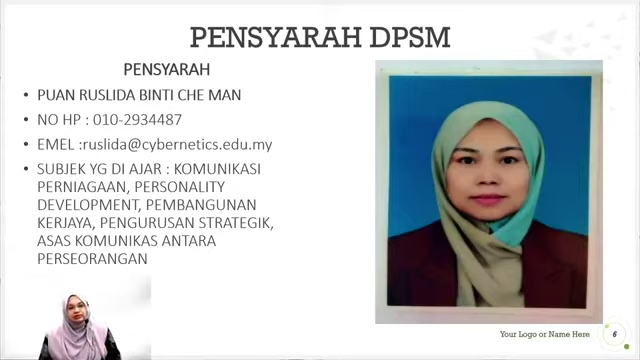 PENSYARAH DPSM
PENSYARAH
• PUAN RUSLIDA BINTI CHE MAN
• NO HP : 010-2934487
• EMEL :ruslida@cybernetics.edu.my
• SUBJEK YG DI AJAR : KOMUNIKASI
PERNIAGAAN, PERSONALITY
DEVELOPMENT, PEMBANGUNAN
KERJAYA, PENGURUSAN STRATEGIK,
ASAS KOMUNIKAS ANTARA
PERSEORANGAN
Your Logo or Name Here
6